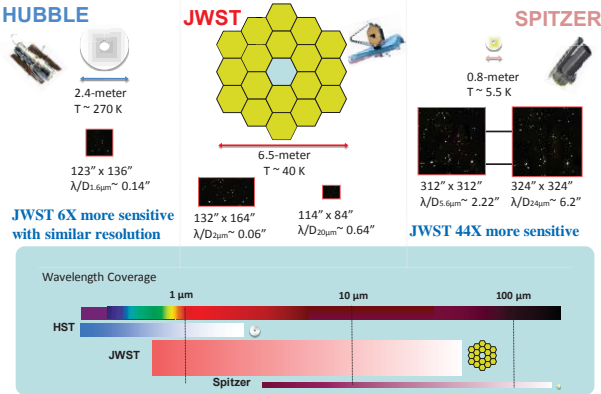 HUBBLE
2.4-meter
T ~ 270 K
123” x 136”
λ/D1.6μm~ 0.14”
JWST 6X more sensitive
with similar resolution
JWST
6.5-meter
T ~ 40 K
132” x 164”
λ/D2μm~ 0.06”
114” x 84”
λ/D20μm~ 0.64”
SPITZER
0.8-meter
T ~ 5.5 K
312” x 312”
λ/D5.6μm~ 2.22”
324” x 324”
λ/D24μm~ 6.2”
JWST 44X more sensitive
Wavelength Coverage
1 μm
10 μm
100 μm
HST
JWST
Spitzer